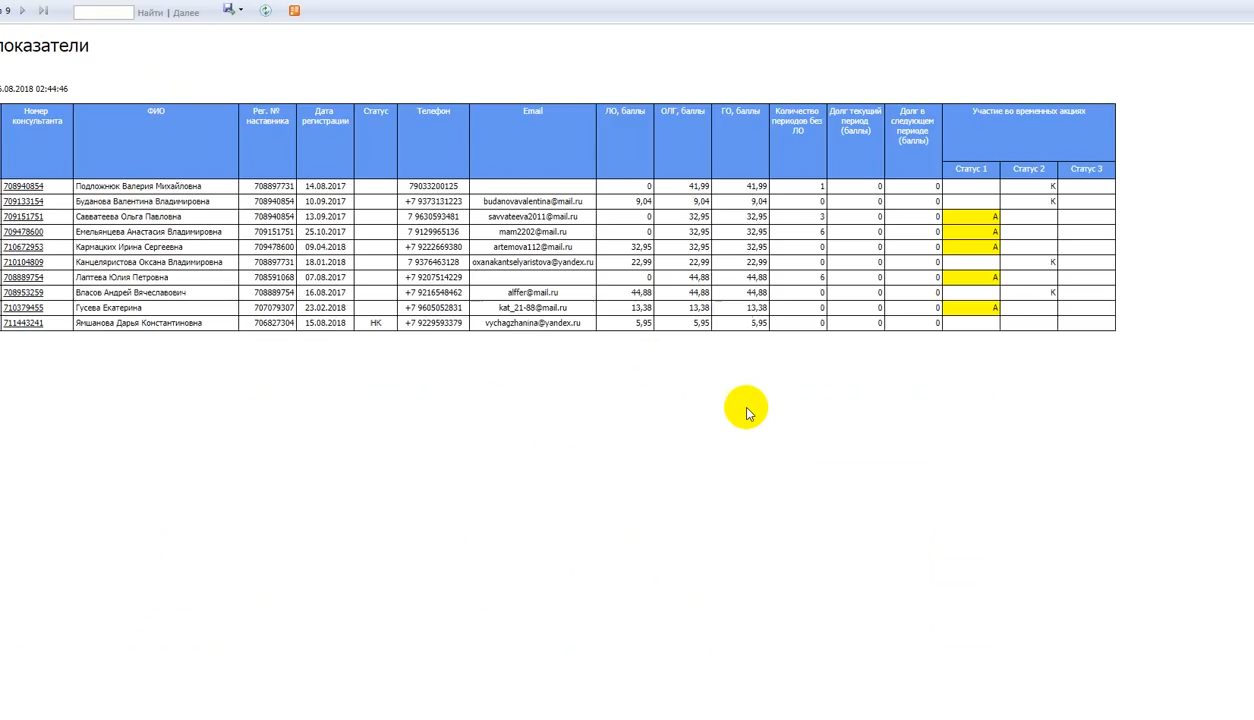 9 Найти | Далее
показатели
.08.2018 02:44:46
Номер консультанта ФИО Рег. № наставника Дата регистрации Статус Телефон Email ЛО, баллы ОЛГ, баллы ГО, баллы Количество периодов без ЛО Долг текущий период (баллы) Долг в следующем периоде (баллы) Участие во временных акциях
Статус 1 Статус 2 Статус 3
708940854 Подложнюк Валерия Михайловна 708897731 14.08.2017 79033200125 0 41,99 41,99 1 0 0 К
709133154 Буданова Валентина Владимировна 708940854 10.09.2017 +7 9373131223 budanovavalentina@mail.ru 9,04 9,04 9,04 0 0 0 К
709151751 Савватеева Ольга Павловна 708940854 13.09.2017 +7 9630593481 savvateeva2011@mail.ru 0 32,95 32,95 3 0 0 А
709478600 Емельянцева Анастасия Владимировна 709151751 25.10.2017 7 9129965136 mam2202@mail.ru 0 32,95 32,95 6 0 0 А
710672953 Кармацких Ирина Сергеевна 709478600 09.04.2018 +7 9222669380 artemova112@mail.ru 32,95 32,95 32,95 0 0 0 А
710104809 Канцеляристова Оксана Владимировна 708897731 18.01.2018 7 9376463128 oxanakantselyaristova@yandex.ru 22,99 22,99 22,99 0 0 0 К
708889754 Лаптева Юлия Петровна 708591068 07.08.2017 +7 9207514229 0 44,88 44,88 6 0 0 А
708953259 Власов Андрей Вячеславович 708889754 16.08.2017 +7 9216548462 alffer@mail.ru 44,88 44,88 44,88 0 0 0 К
710379455 Гусева Екатерина 707079307 23.02.2018 +7 9605052831 kat_21-88@mail.ru 13,38 13,38 13,38 0 0 0 А
711443241 Ямшанова Дарья Константиновна 706827304 15.08.2018 НК +7 9229593379 vychagzhanina@yandex.ru 5,95 5,95 5,95 0 0 0